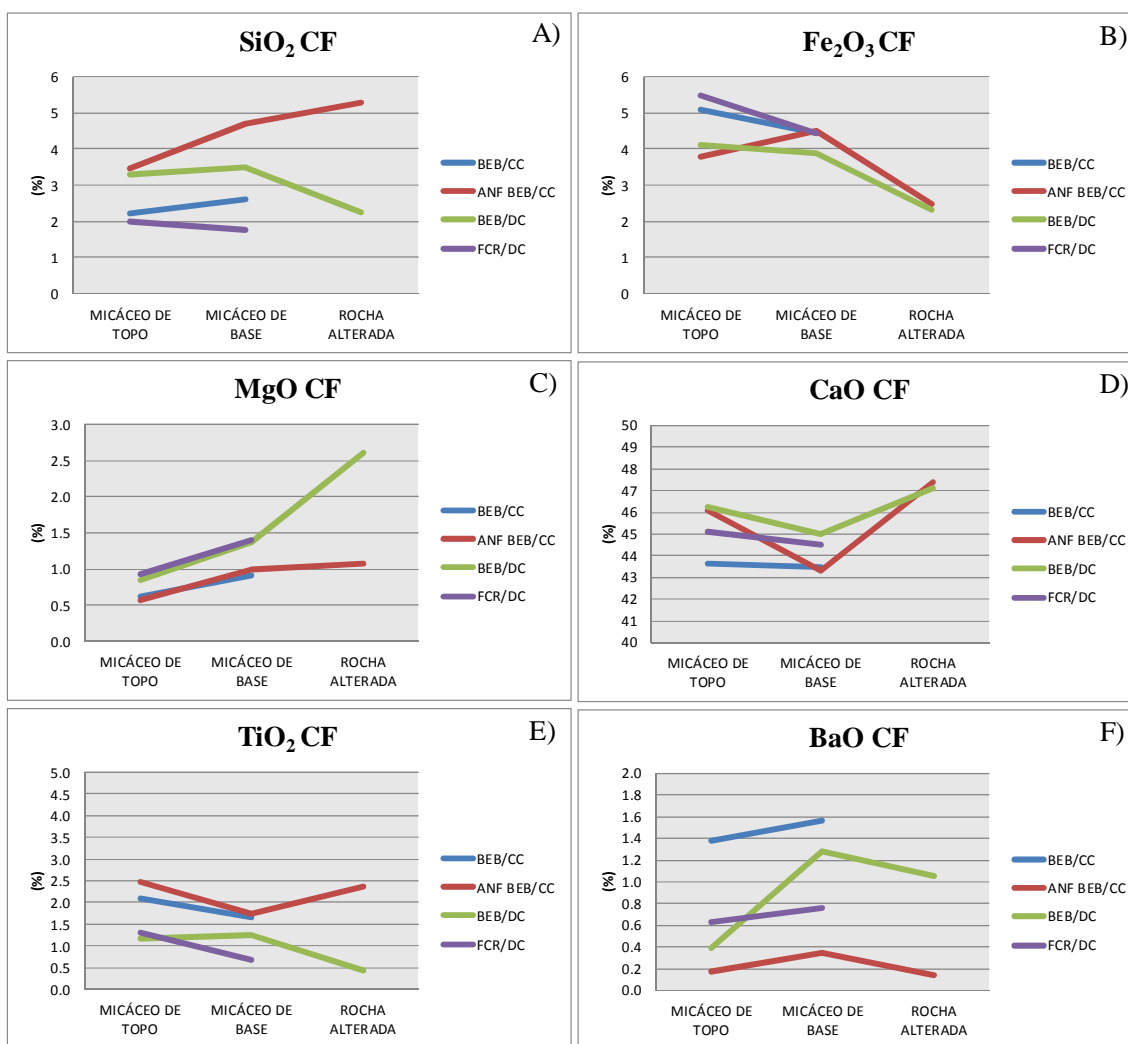 SiO₂ CF
A)
6
5
4
3
2
1
0
(%)
MICÁCEO DE TOPO
MICÁCEO DE BASE
ROCHA ALTERADA
BEB/CC
ANF BEB/CC
BEB/DC
FCR/DC
Fe₂O₃ CF
B)
6
5
4
3
2
1
0
(%)
MICÁCEO DE TOPO
MICÁCEO DE BASE
ROCHA ALTERADA
BEB/CC
ANF BEB/CC
BEB/DC
FCR/DC
MgO CF
C)
3.0
2.5
2.0
1.5
1.0
0.5
0.0
(%)
MICÁCEO DE TOPO
MICÁCEO DE BASE
ROCHA ALTERADA
BEB/CC
ANF BEB/CC
BEB/DC
FCR/DC
CaO CF
D)
50
49
48
47
46
45
44
43
42
41
40
(%)
MICÁCEO DE TOPO
MICÁCEO DE BASE
ROCHA ALTERADA
BEB/CC
ANF BEB/CC
BEB/DC
FCR/DC
TiO₂ CF
E)
5.0
4.5
4.0
3.5
3.0
2.5
2.0
1.5
1.0
0.5
0.0
(%)
MICÁCEO DE TOPO
MICÁCEO DE BASE
ROCHA ALTERADA
BEB/CC
ANF BEB/CC
BEB/DC
FCR/DC
BaO CF
F)
2.0
1.8
1.6
1.4
1.2
1.0
0.8
0.6
0.4
0.2
0.0
(%)
MICÁCEO DE TOPO
MICÁCEO DE BASE
ROCHA ALTERADA
BEB/CC
ANF BEB/CC
BEB/DC
FCR/DC